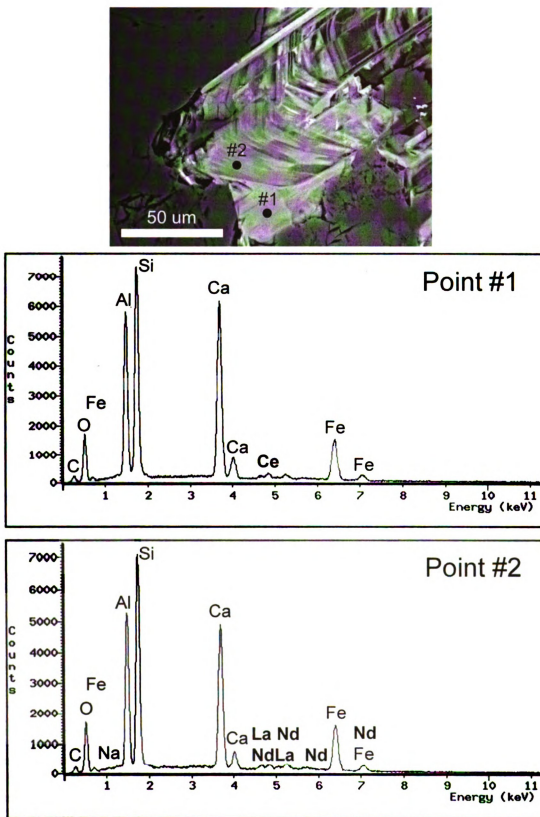 #2
#1
50 um
Point #1
Counts
7000
6000
5000
4000
3000
2000
1000
0
C
O
Fe
Al
Si
Ca
Ca
Ce
Fe
Fe
1 2 3 4 5 6 7 8 9 10 11
Energy (keV)
Point #2
Counts
7000
6000
5000
4000
3000
2000
1000
0
C
O
Fe
Na
Al
Si
Ca
Ca
La Nd
NdLa Nd
Fe
Nd
Fe
1 2 3 4 5 6 7 8 9 10 11
Energy (keV)